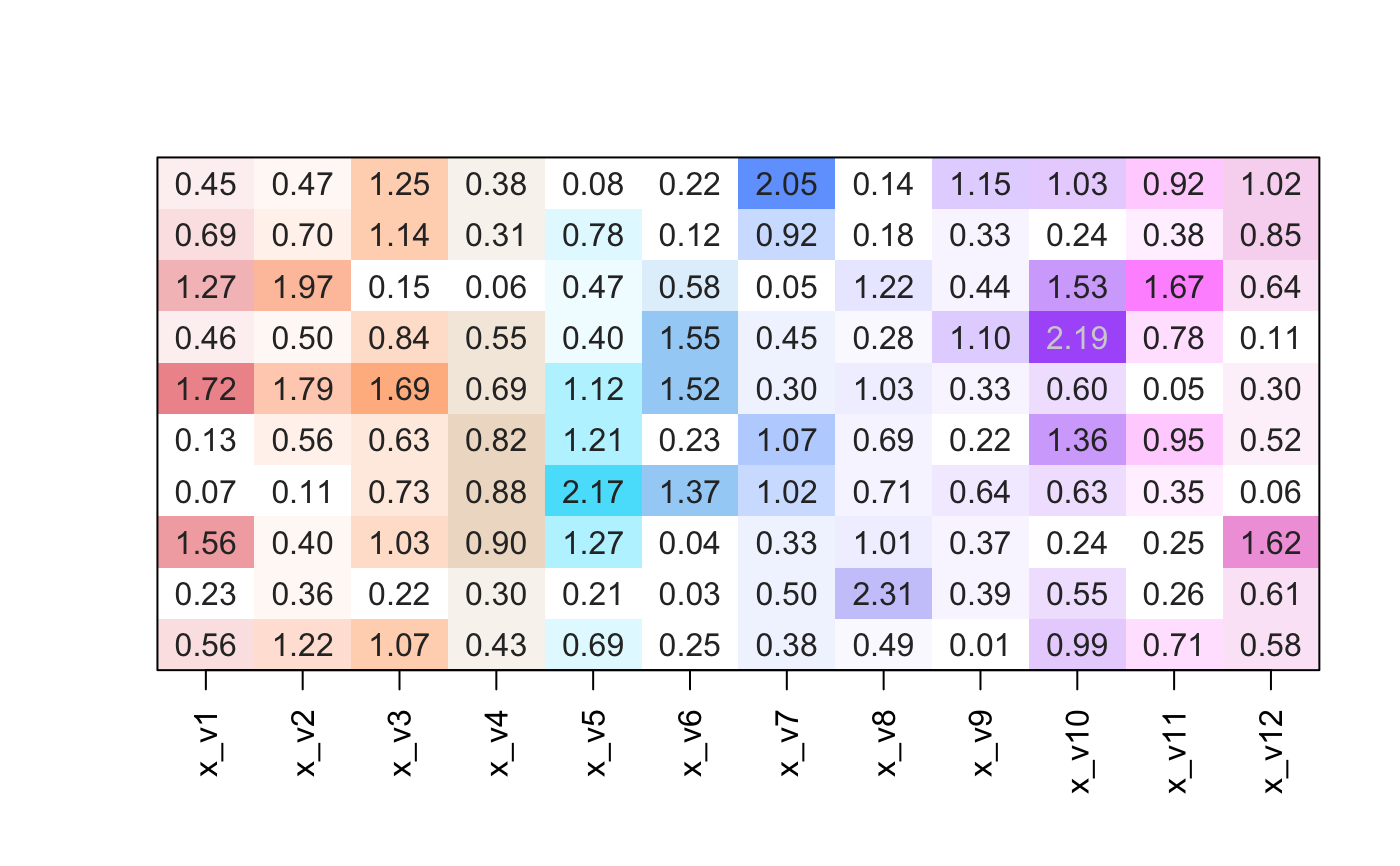 0.45 0.47 1.25 0.38 0.08 0.22 2.05 0.14 1.15 1.03 0.92 1.02
0.69 0.70 1.14 0.31 0.78 0.12 0.92 0.18 0.33 0.24 0.38 0.85
1.27 1.97 0.15 0.06 0.47 0.58 0.05 1.22 0.44 1.53 1.67 0.64
0.46 0.50 0.84 0.55 0.40 1.55 0.45 0.28 1.10 2.19 0.78 0.11
1.72 1.79 1.69 0.69 1.12 1.52 0.30 1.03 0.33 0.60 0.05 0.30
0.13 0.56 0.63 0.82 1.21 0.23 1.07 0.69 0.22 1.36 0.95 0.52
0.07 0.11 0.73 0.88 2.17 1.37 1.02 0.71 0.64 0.63 0.35 0.06
1.56 0.40 1.03 0.90 1.27 0.04 0.33 1.01 0.37 0.24 0.25 1.62
0.23 0.36 0.22 0.30 0.21 0.03 0.50 2.31 0.39 0.55 0.26 0.61
0.56 1.22 1.07 0.43 0.69 0.25 0.38 0.49 0.01 0.99 0.71 0.58
x_v1 x_v2 x_v3 x_v4 x_v5 x_v6 x_v7 x_v8 x_v9 x_v10 x_v11 x_v12